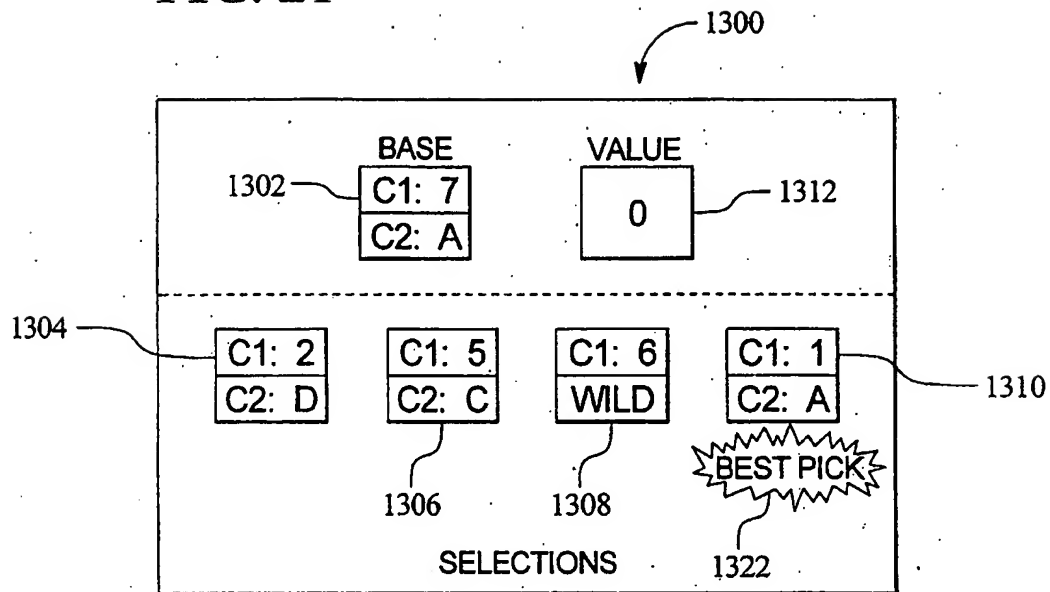 1300
BASE VALUE
1302 C1: 7 0 1312
C2: A
1304 C1: 2 C1: 5 C1: 6 C1: 1
C2: D C2: C WILD C2: A 1310
BEST PICK
1306 1308
SELECTIONS 1322